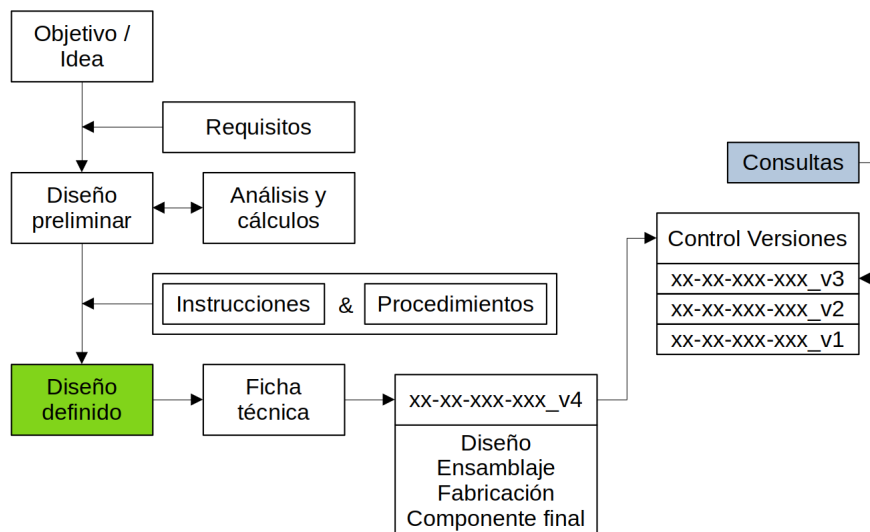 Objetivo /
Idea
Requisitos
Consultas
Diseño
preliminar
Análisis y
cálculos
Control Versiones
xx-xx-xxx-xxx_v3
xx-xx-xxx-xxx_v2
xx-xx-xxx-xxx_v1
Instrucciones & Procedimientos
Diseño
definido
Ficha
técnica
xx-xx-xxx-xxx_v4
Diseño
Ensamblaje
Fabricación
Componente final